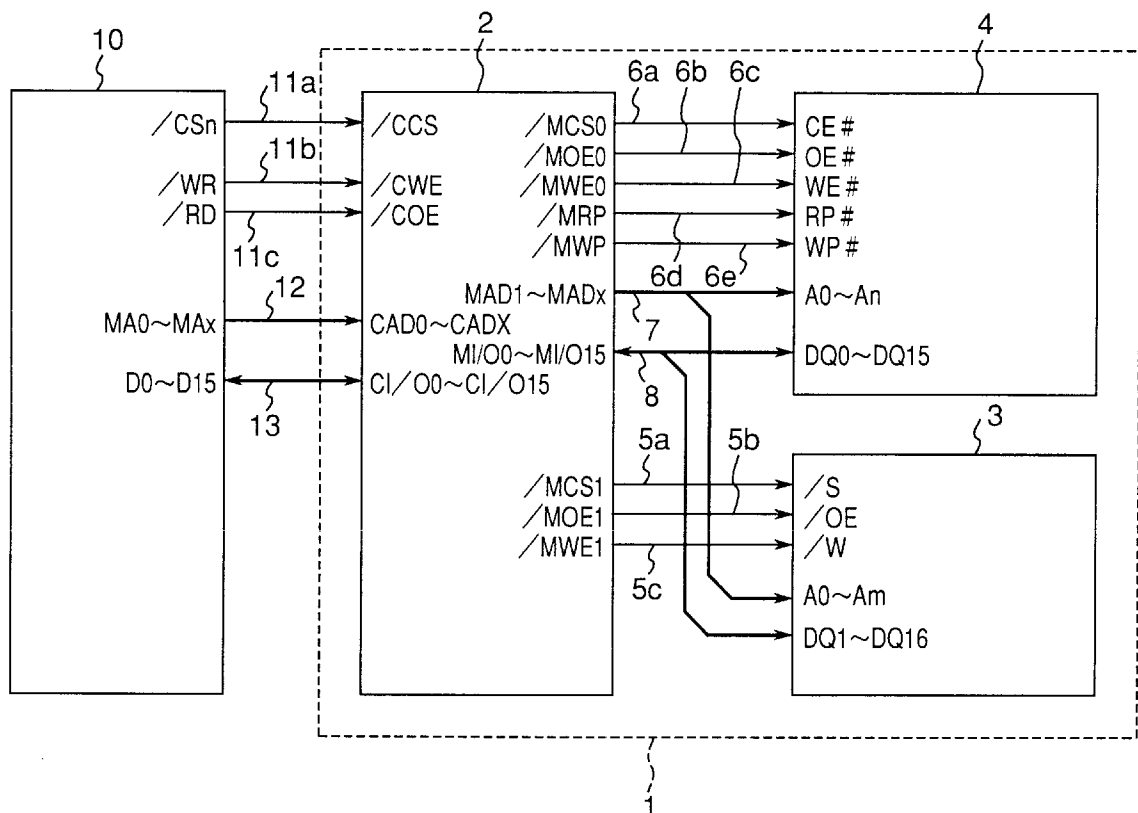 10
2
4
11a
6a 6b 6c
/CSn /CCS /MCS0 CE#
/MOE0 OE#
11b
/WR /CWE /MWE0 WE#
/RD /COE /MRP RP#
11c
/MWP WP#
6d 6e
12
MAD1~MADx A0~An
7
MA0~MAx CAD0~CADX
MI/O0~MI/O15 DQ0~DQ15
8
D0~D15 CI/O0~CI/O15
13
3
5a 5b
/MCS1 /S
/MOE1 /OE
/MWE1 /W
5c
A0~Am
DQ1~DQ16
1